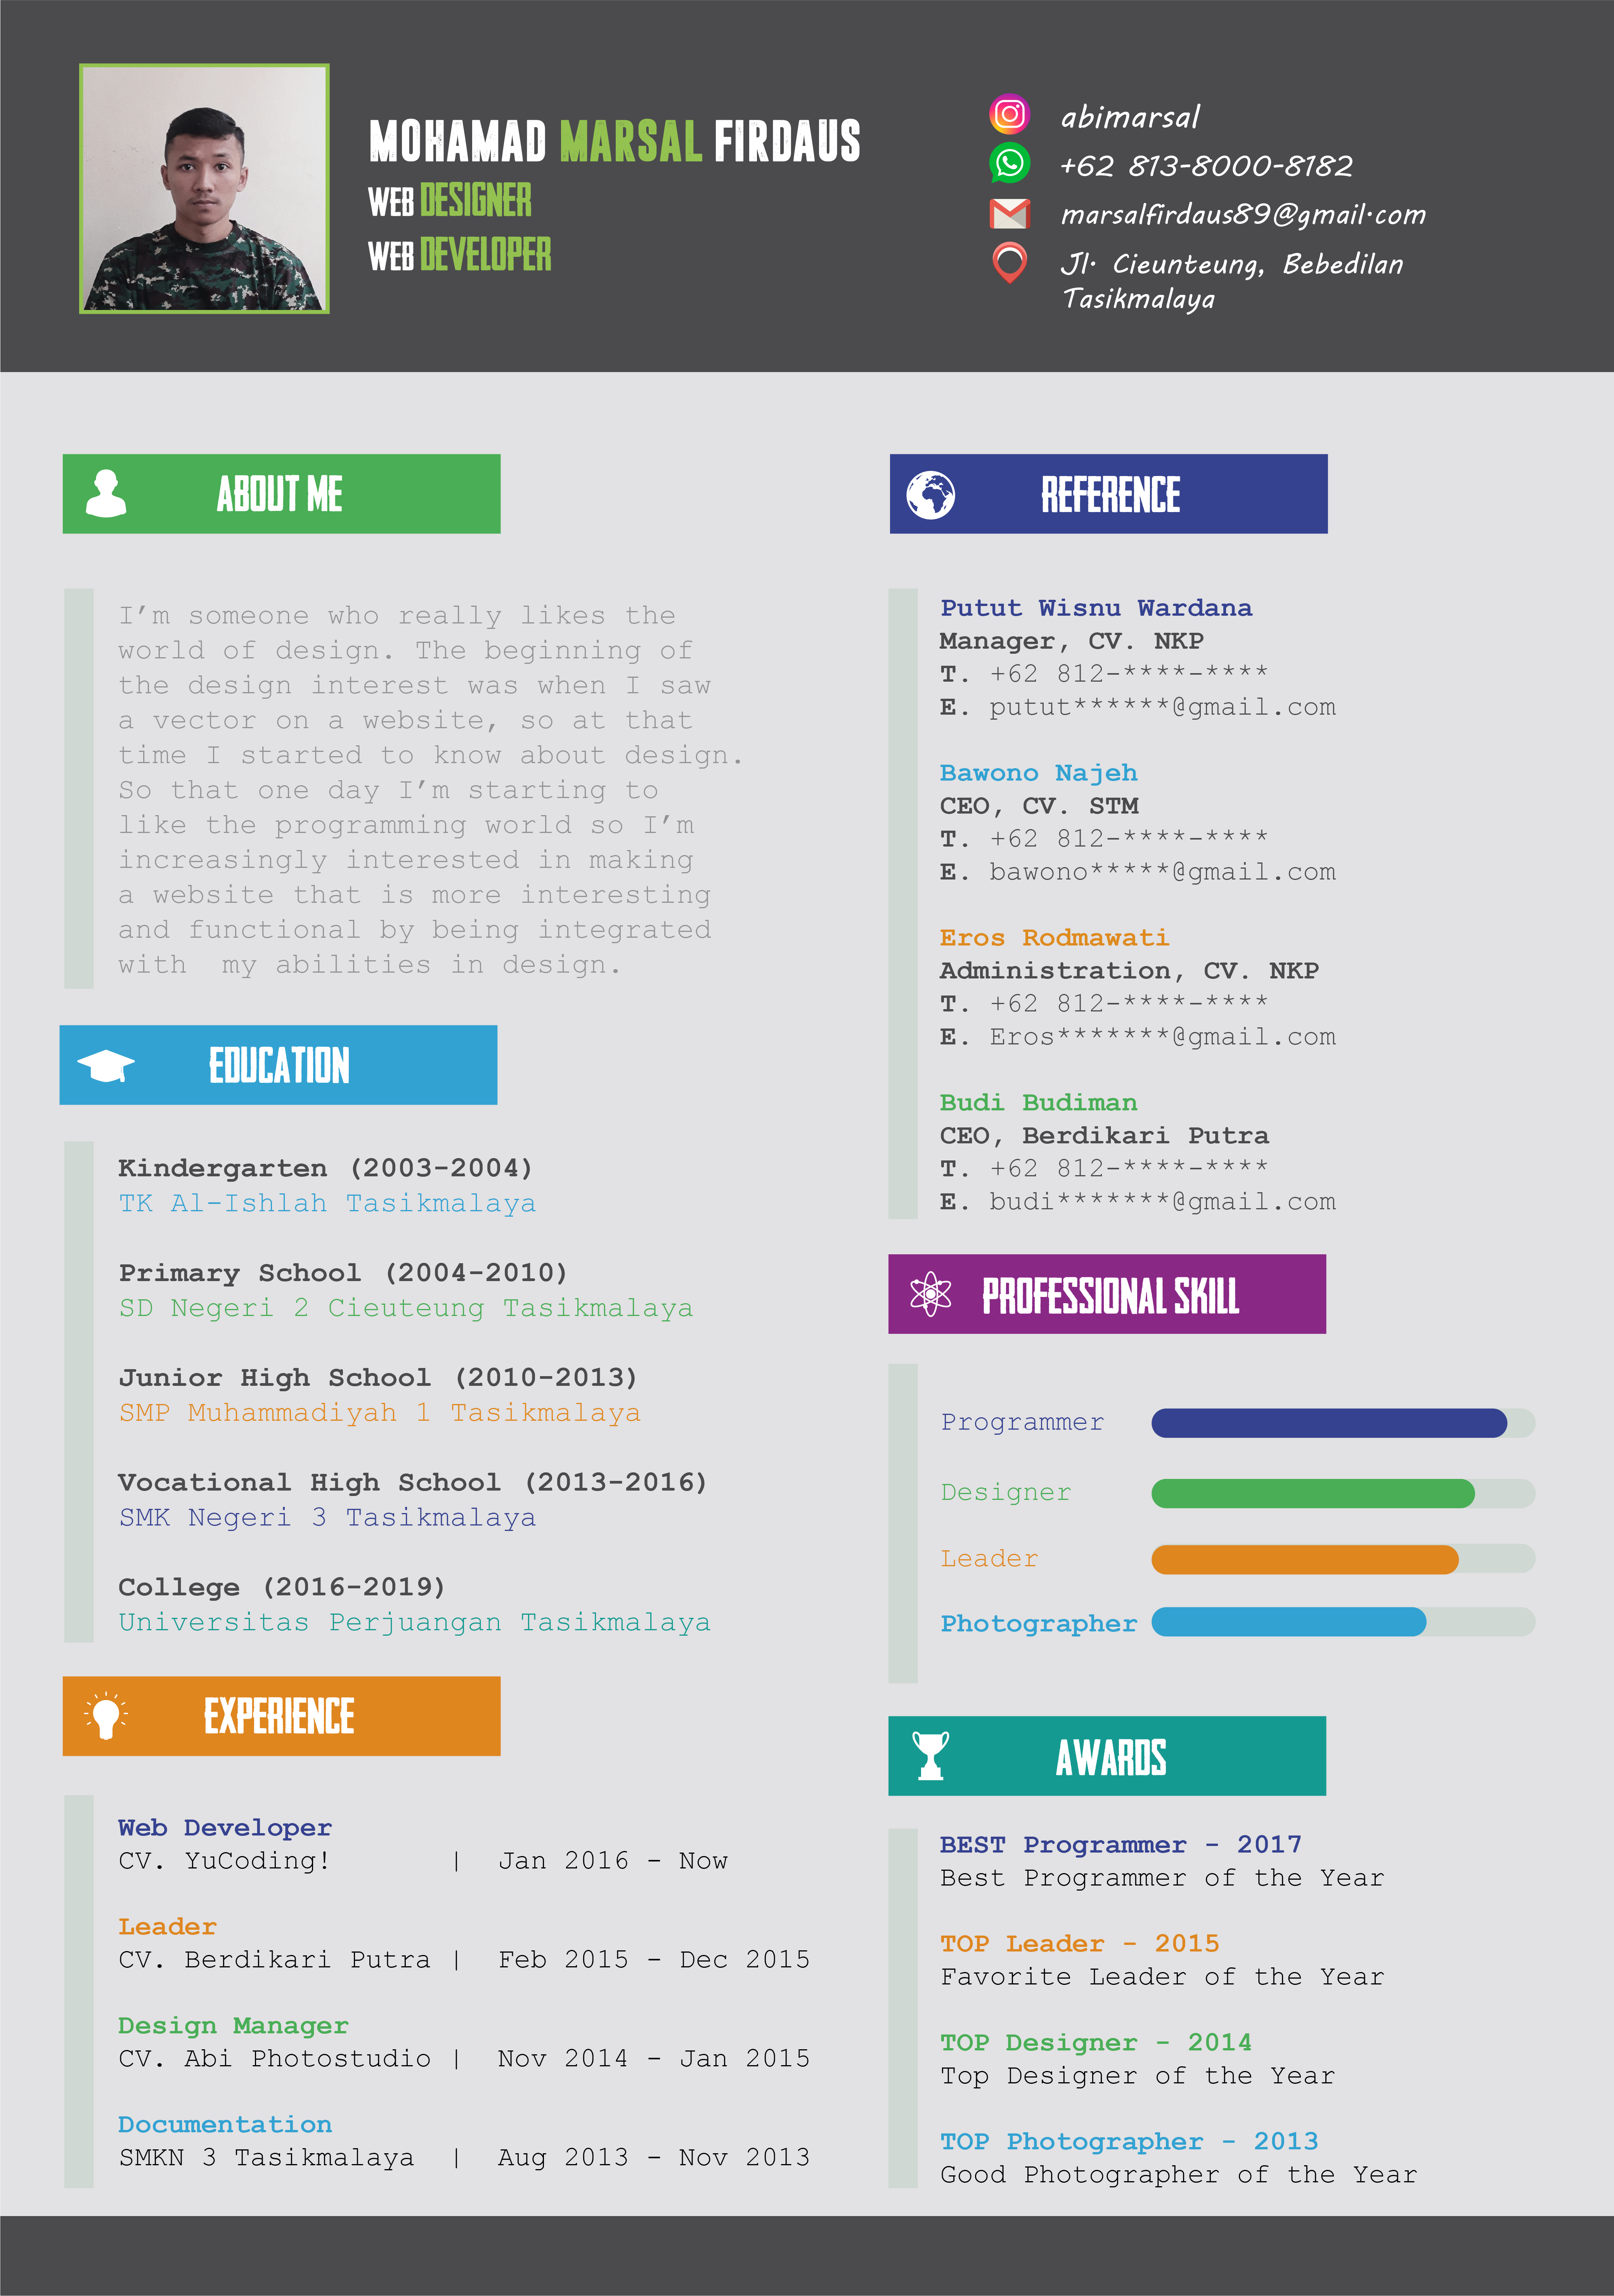 MOHAMAD MARSAL FIRDAUS
WEB DESIGNER
WEB DEVELOPER
abimarsal
+62 813-8000-8182
marsalfirdaus89@gmail.com
Jl. Cieunteung, Bebedilan
Tasikmalaya
ABOUT ME
I'm someone who really likes the
world of design. The beginning of
the design interest was when I saw
a vector on a website, so at that
time I started to know about design.
So that one day I'm starting to
like the programming world so I'm
increasingly interested in making
a website that is more interesting
and functional by being integrated
with  my abilities in design.
EDUCATION
Kindergarten (2003-2004)
TK Al-Ishlah Tasikmalaya
Primary School (2004-2010)
SD Negeri 2 Cieuteung Tasikmalaya
Junior High School (2010-2013)
SMP Muhammadiyah 1 Tasikmalaya
Vocational High School (2013-2016)
SMK Negeri 3 Tasikmalaya
College (2016-2019)
Universitas Perjuangan Tasikmalaya
EXPERIENCE
Web Developer
CV. YuCoding! | Jan 2016 - Now
Leader
CV. Berdikari Putra | Feb 2015 - Dec 2015
Design Manager
CV. Abi Photostudio | Nov 2014 - Jan 2015
Documentation
SMKN 3 Tasikmalaya | Aug 2013 - Nov 2013
REFERENCE
Putut Wisnu Wardana
Manager, CV. NKP
T. +62 812-****-****
E. putut******@gmail.com
Bawono Najeh
CEO, CV. STM
T. +62 812-****-****
E. bawono*****@gmail.com
Eros Rodmawati
Administration, CV. NKP
T. +62 812-****-****
E. Eros*******@gmail.com
Budi Budiman
CEO, Berdikari Putra
T. +62 812-****-****
E. budi*******@gmail.com
PROFESSIONAL SKILL
Programmer
Designer
Leader
Photographer
AWARDS
BEST Programmer - 2017
Best Programmer of the Year
TOP Leader - 2015
Favorite Leader of the Year
TOP Designer - 2014
Top Designer of the Year
TOP Photographer - 2013
Good Photographer of the Year